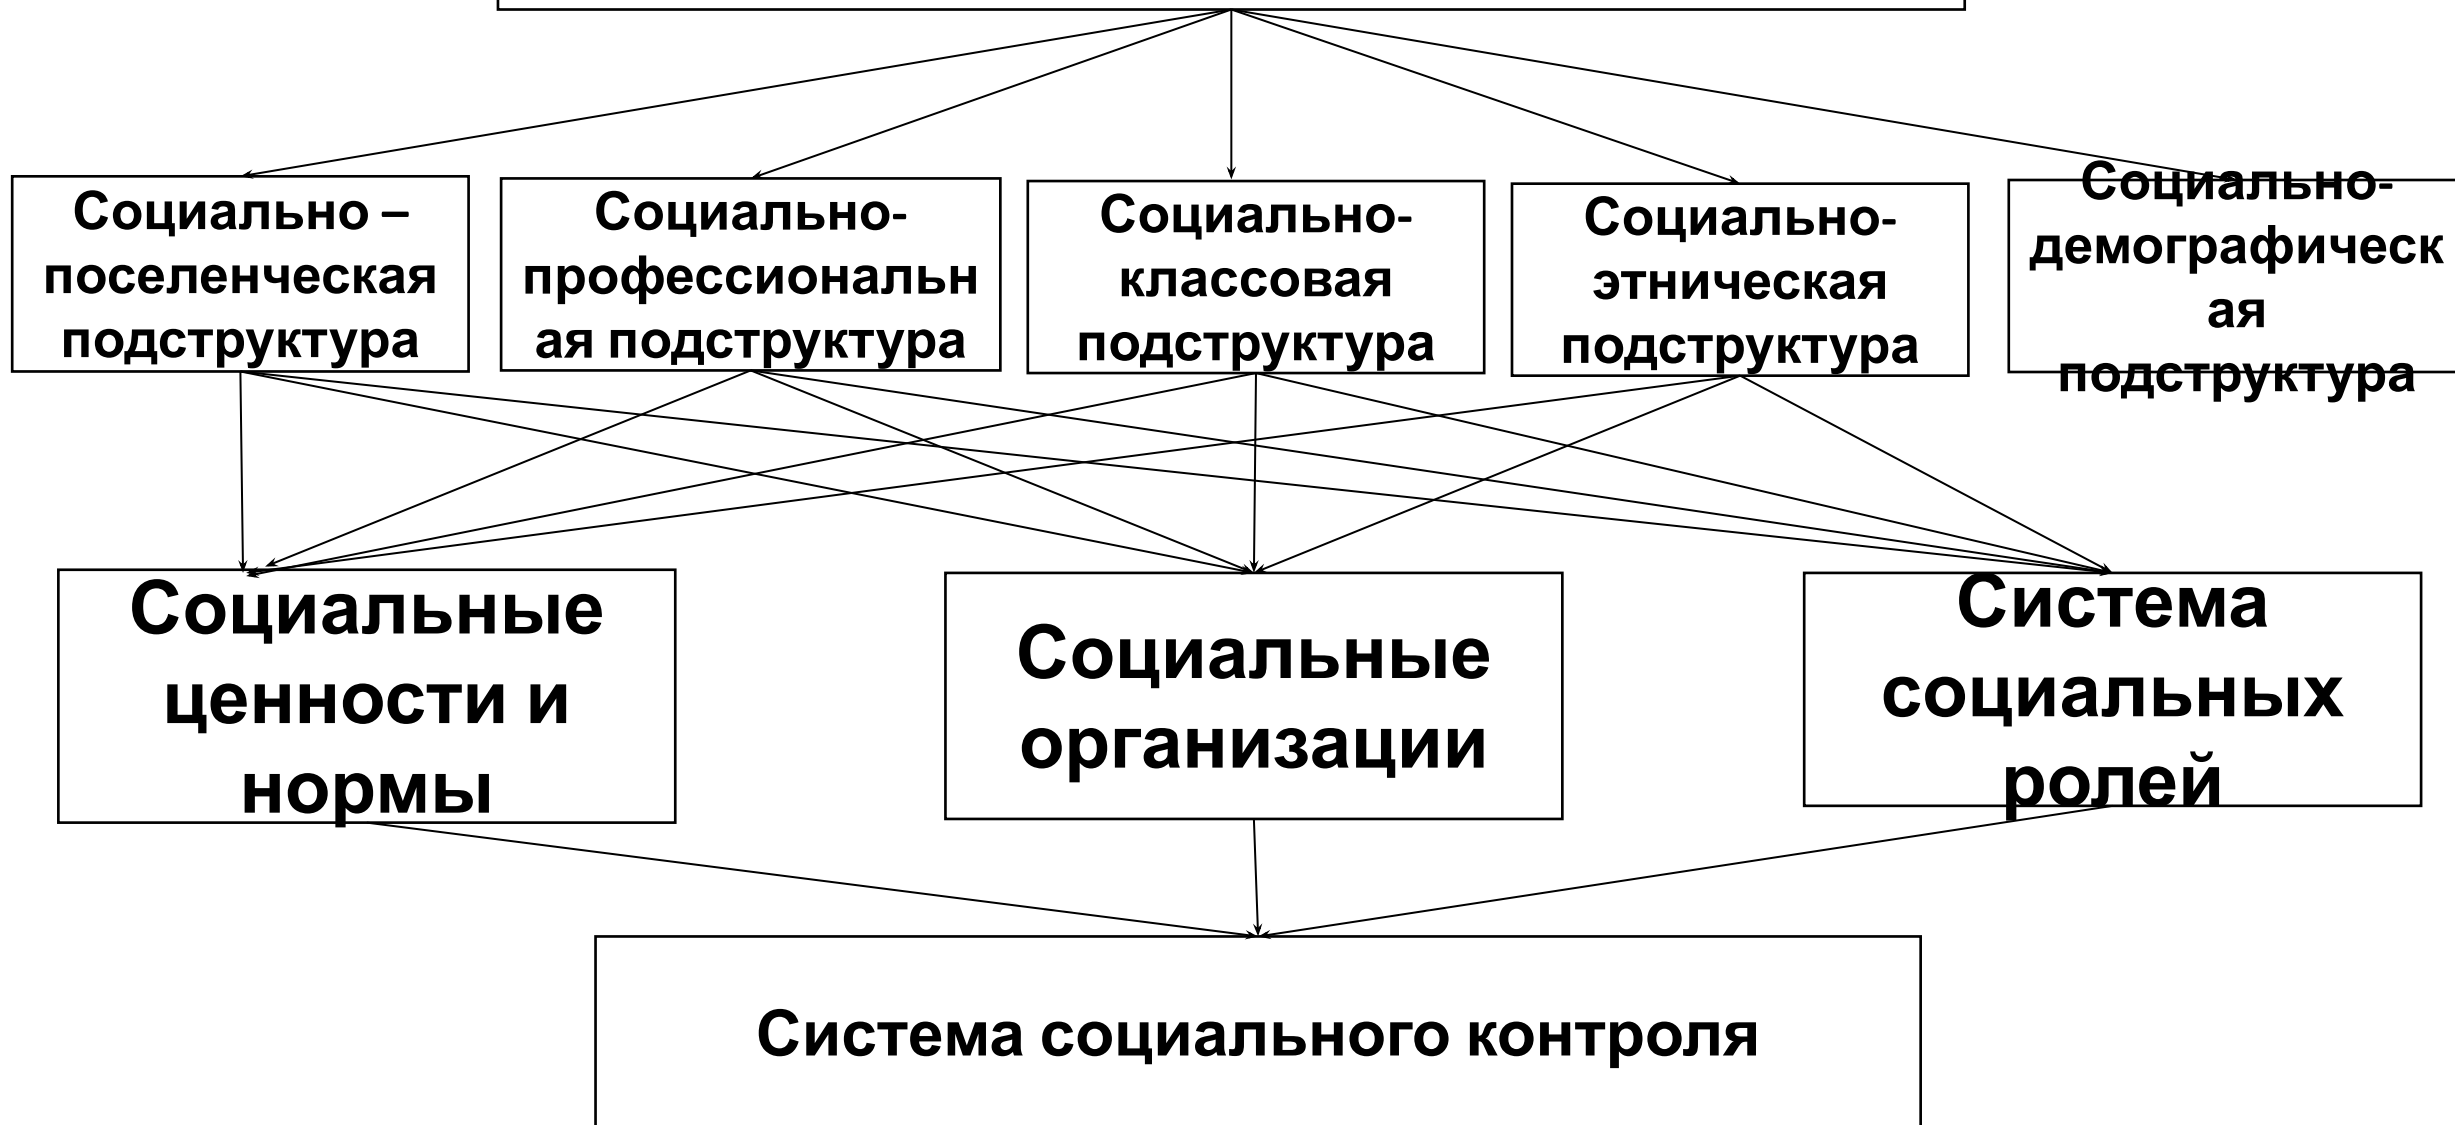 Социально –
поселенческая
подструктура
Социально-
профессиональн
ая подструктура
Социально-
классовая
подструктура
Социально-
этническая
подструктура
Социально-
демографическ
ая
подструктура
Социальные
ценности и
нормы
Социальные
организации
Система
социальных
ролей
Система социального контроля